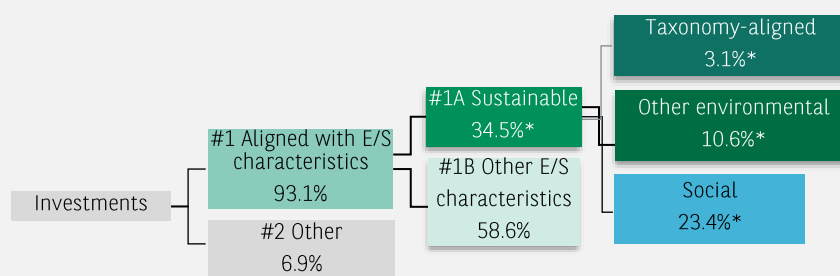 Investments
#1 Aligned with E/S
characteristics
93.1%
#2 Other
6.9%
#1A Sustainable
34.5%*
#1B Other E/S
characteristics
58.6%
Taxonomy-aligned
3.1%*
Other environmental
10.6%*
Social
23.4%*